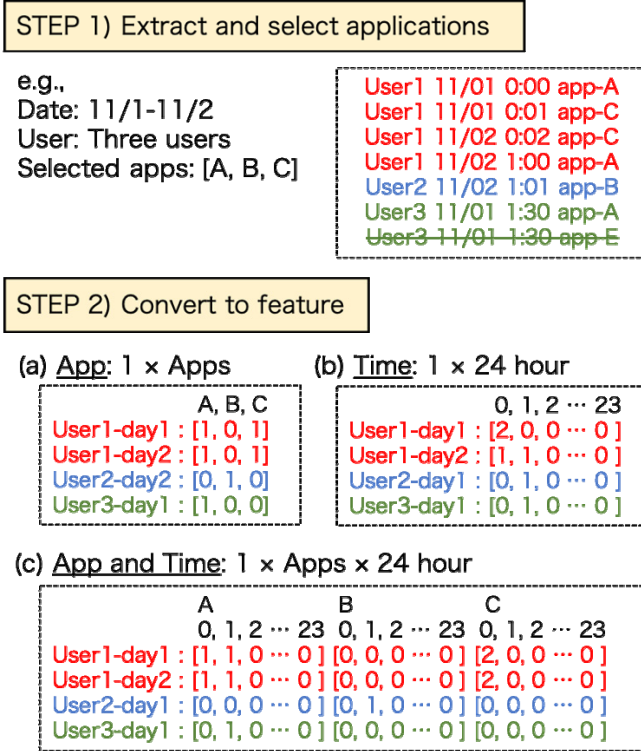 STEP 1) Extract and select applications
e.g.,
Date: 11/1-11/2
User: Three users
Selected apps: [A, B, C]
User1 11/01 0:00 app-A
User1 11/01 0:01 app-C
User1 11/02 0:02 app-C
User1 11/02 1:00 app-A
User2 11/02 1:01 app-B
User3 11/01 1:30 app-A
User3 11/01 1:30 app-E
STEP 2) Convert to feature
(a) App: 1 × Apps
A, B, C
User1-day1 : [1, 0, 1]
User1-day2 : [1, 0, 1]
User2-day2 : [0, 1, 0]
User3-day1 : [1, 0, 0]
(b) Time: 1 × 24 hour
0, 1, 2 ··· 23
User1-day1 : [2, 0, 0 ··· 0 ]
User1-day2 : [1, 1, 0 ··· 0 ]
User2-day1 : [0, 1, 0 ··· 0 ]
User3-day1 : [0, 1, 0 ··· 0 ]
(c) App and Time: 1 × Apps × 24 hour
A B C
0, 1, 2 ··· 23 0, 1, 2 ··· 23 0, 1, 2 ··· 23
User1-day1 : [1, 1, 0 ··· 0 ] [0, 0, 0 ··· 0 ] [2, 0, 0 ··· 0 ]
User1-day2 : [1, 1, 0 ··· 0 ] [0, 0, 0 ··· 0 ] [2, 0, 0 ··· 0 ]
User2-day1 : [0, 0, 0 ··· 0 ] [0, 1, 0 ··· 0 ] [0, 0, 0 ··· 0 ]
User3-day1 : [0, 1, 0 ··· 0 ] [0, 0, 0 ··· 0 ] [0, 0, 0 ··· 0 ]